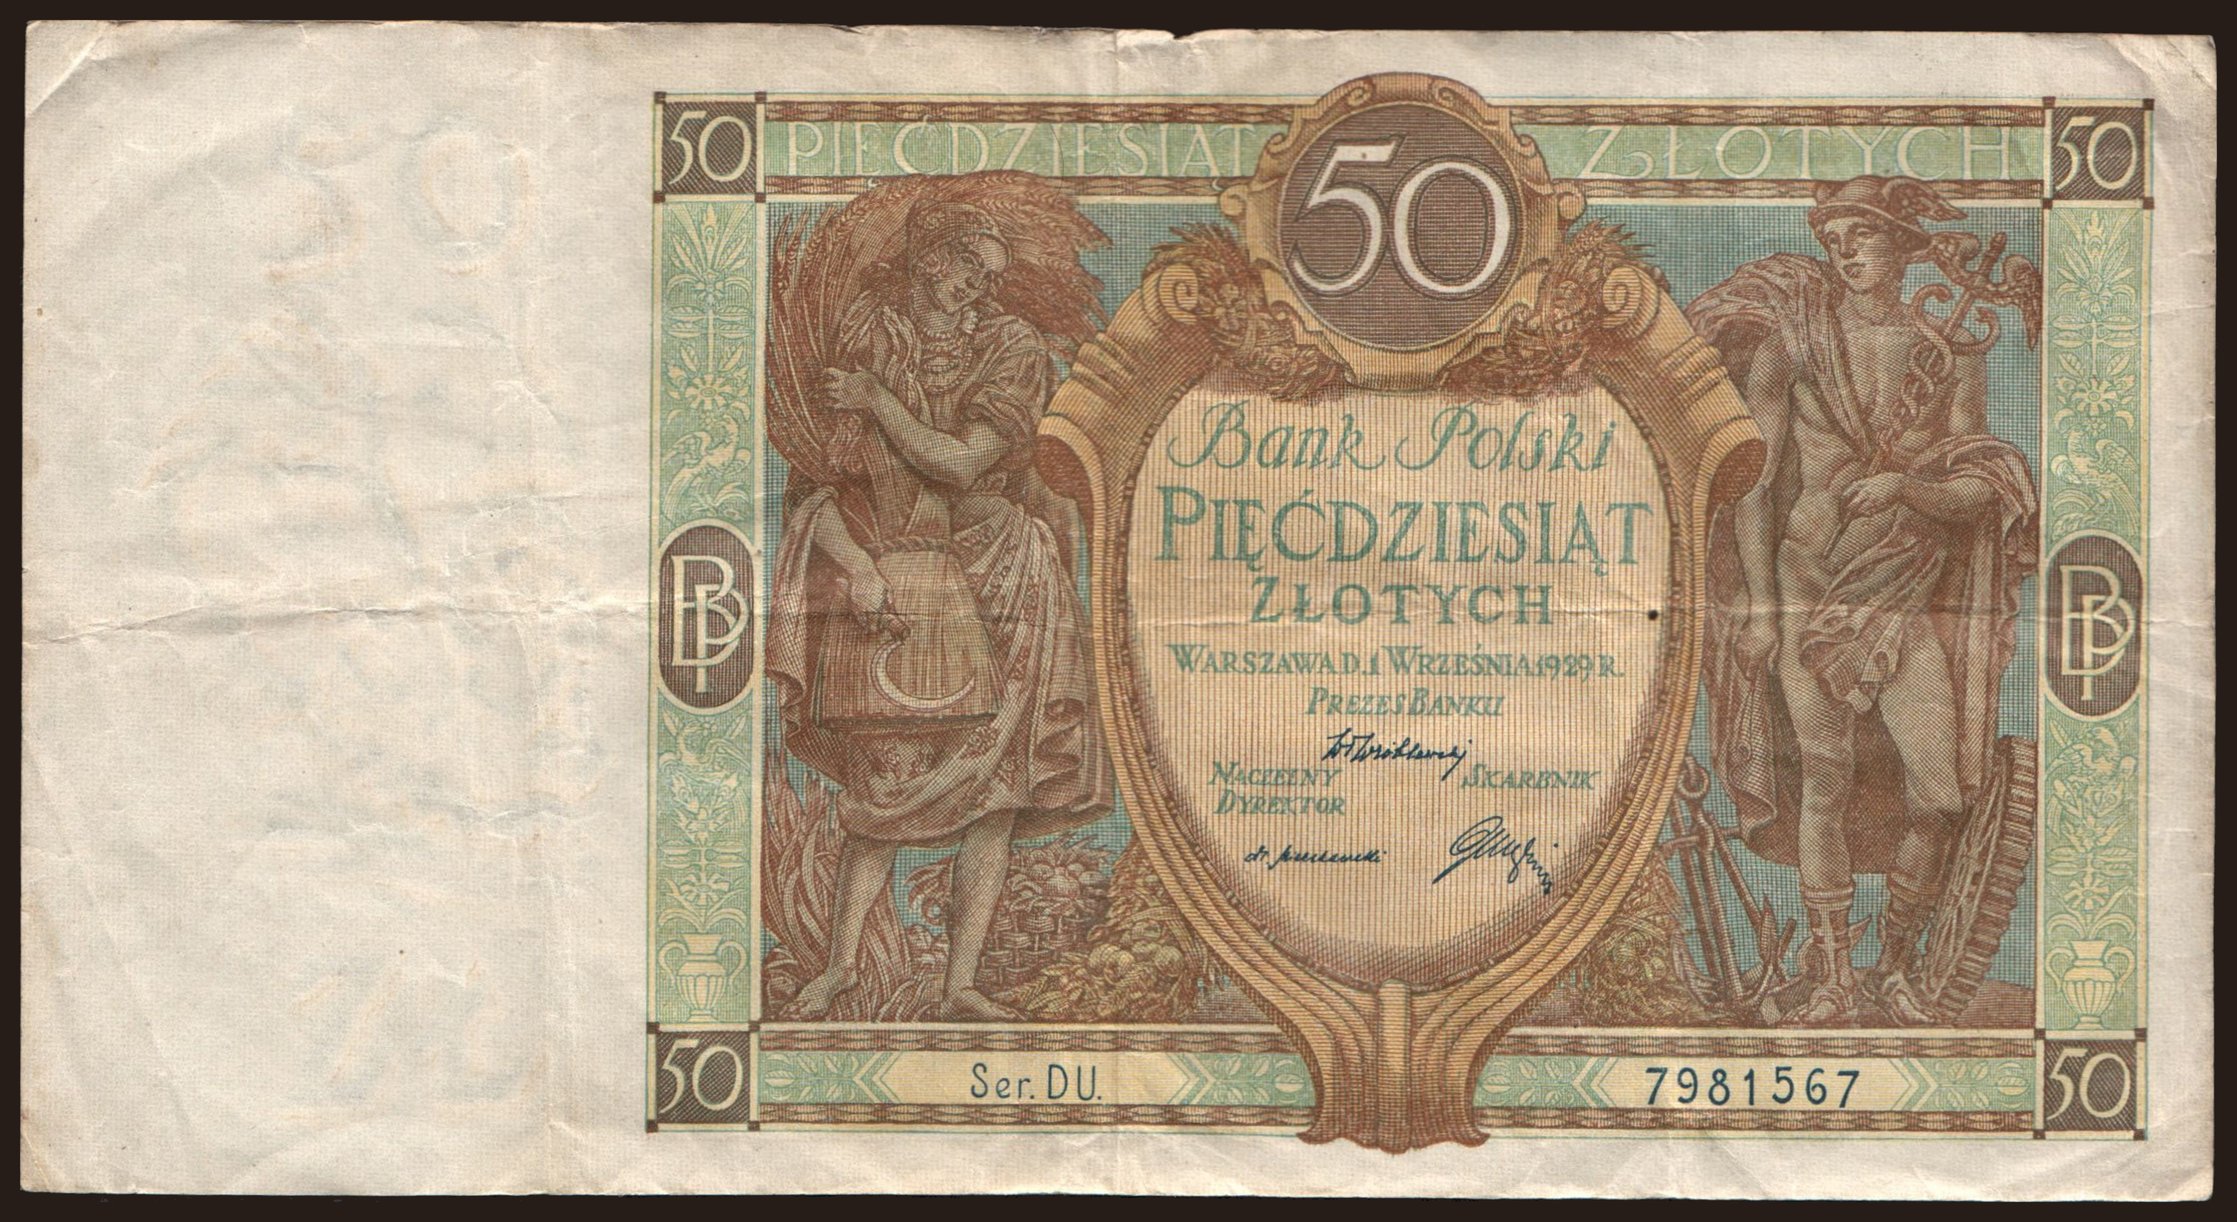 50 PIĘĆDZIESIĄT 50 ZŁOTYCH 50
Bank Polski
PIĘĆDZIESIĄT
ZŁOTYCH
WARSZAWA D. 1 WRZEŚNIA 1929 R.
PREZES BANKU
NACZELNY SKARBNIK
DYREKTOR
BP BP
50 Ser. DU. 7981567 50